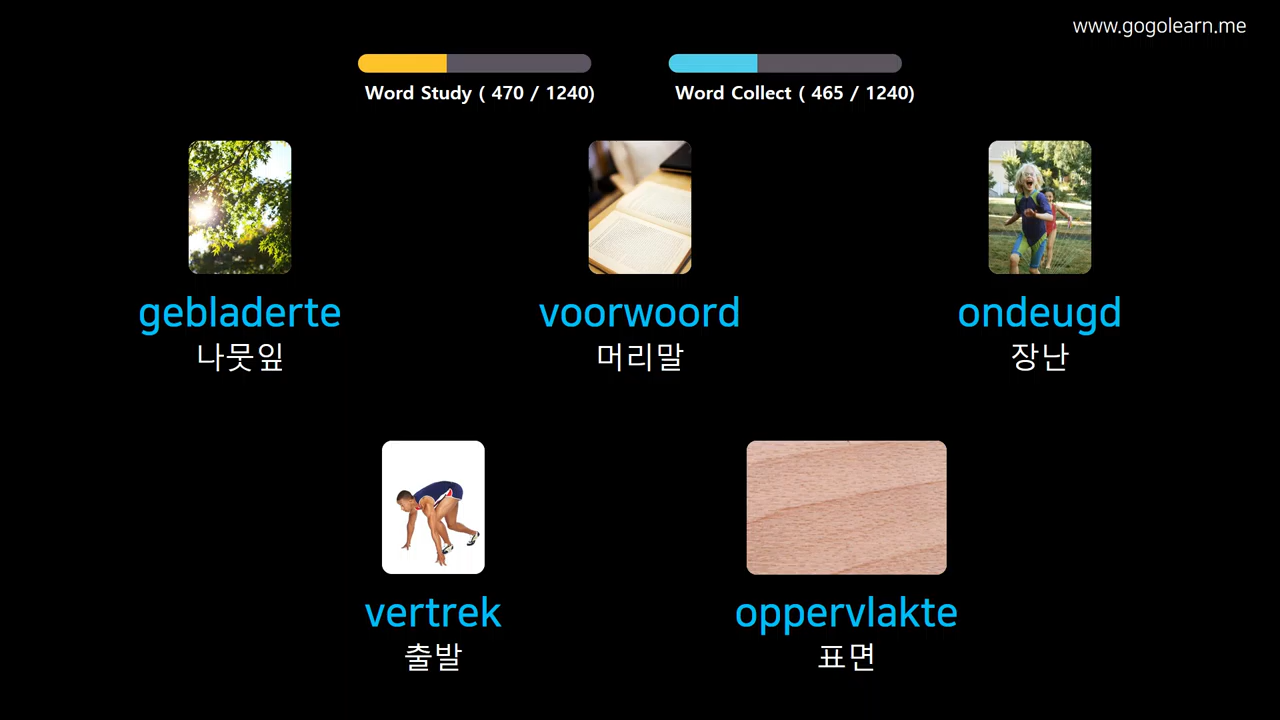 www.gogolearn.me
Word Study ( 470 / 1240)
Word Collect ( 465 / 1240)
gebladerte
나뭇잎
voorwoord
머리말
ondeugd
장난
vertrek
출발
oppervlakte
표면